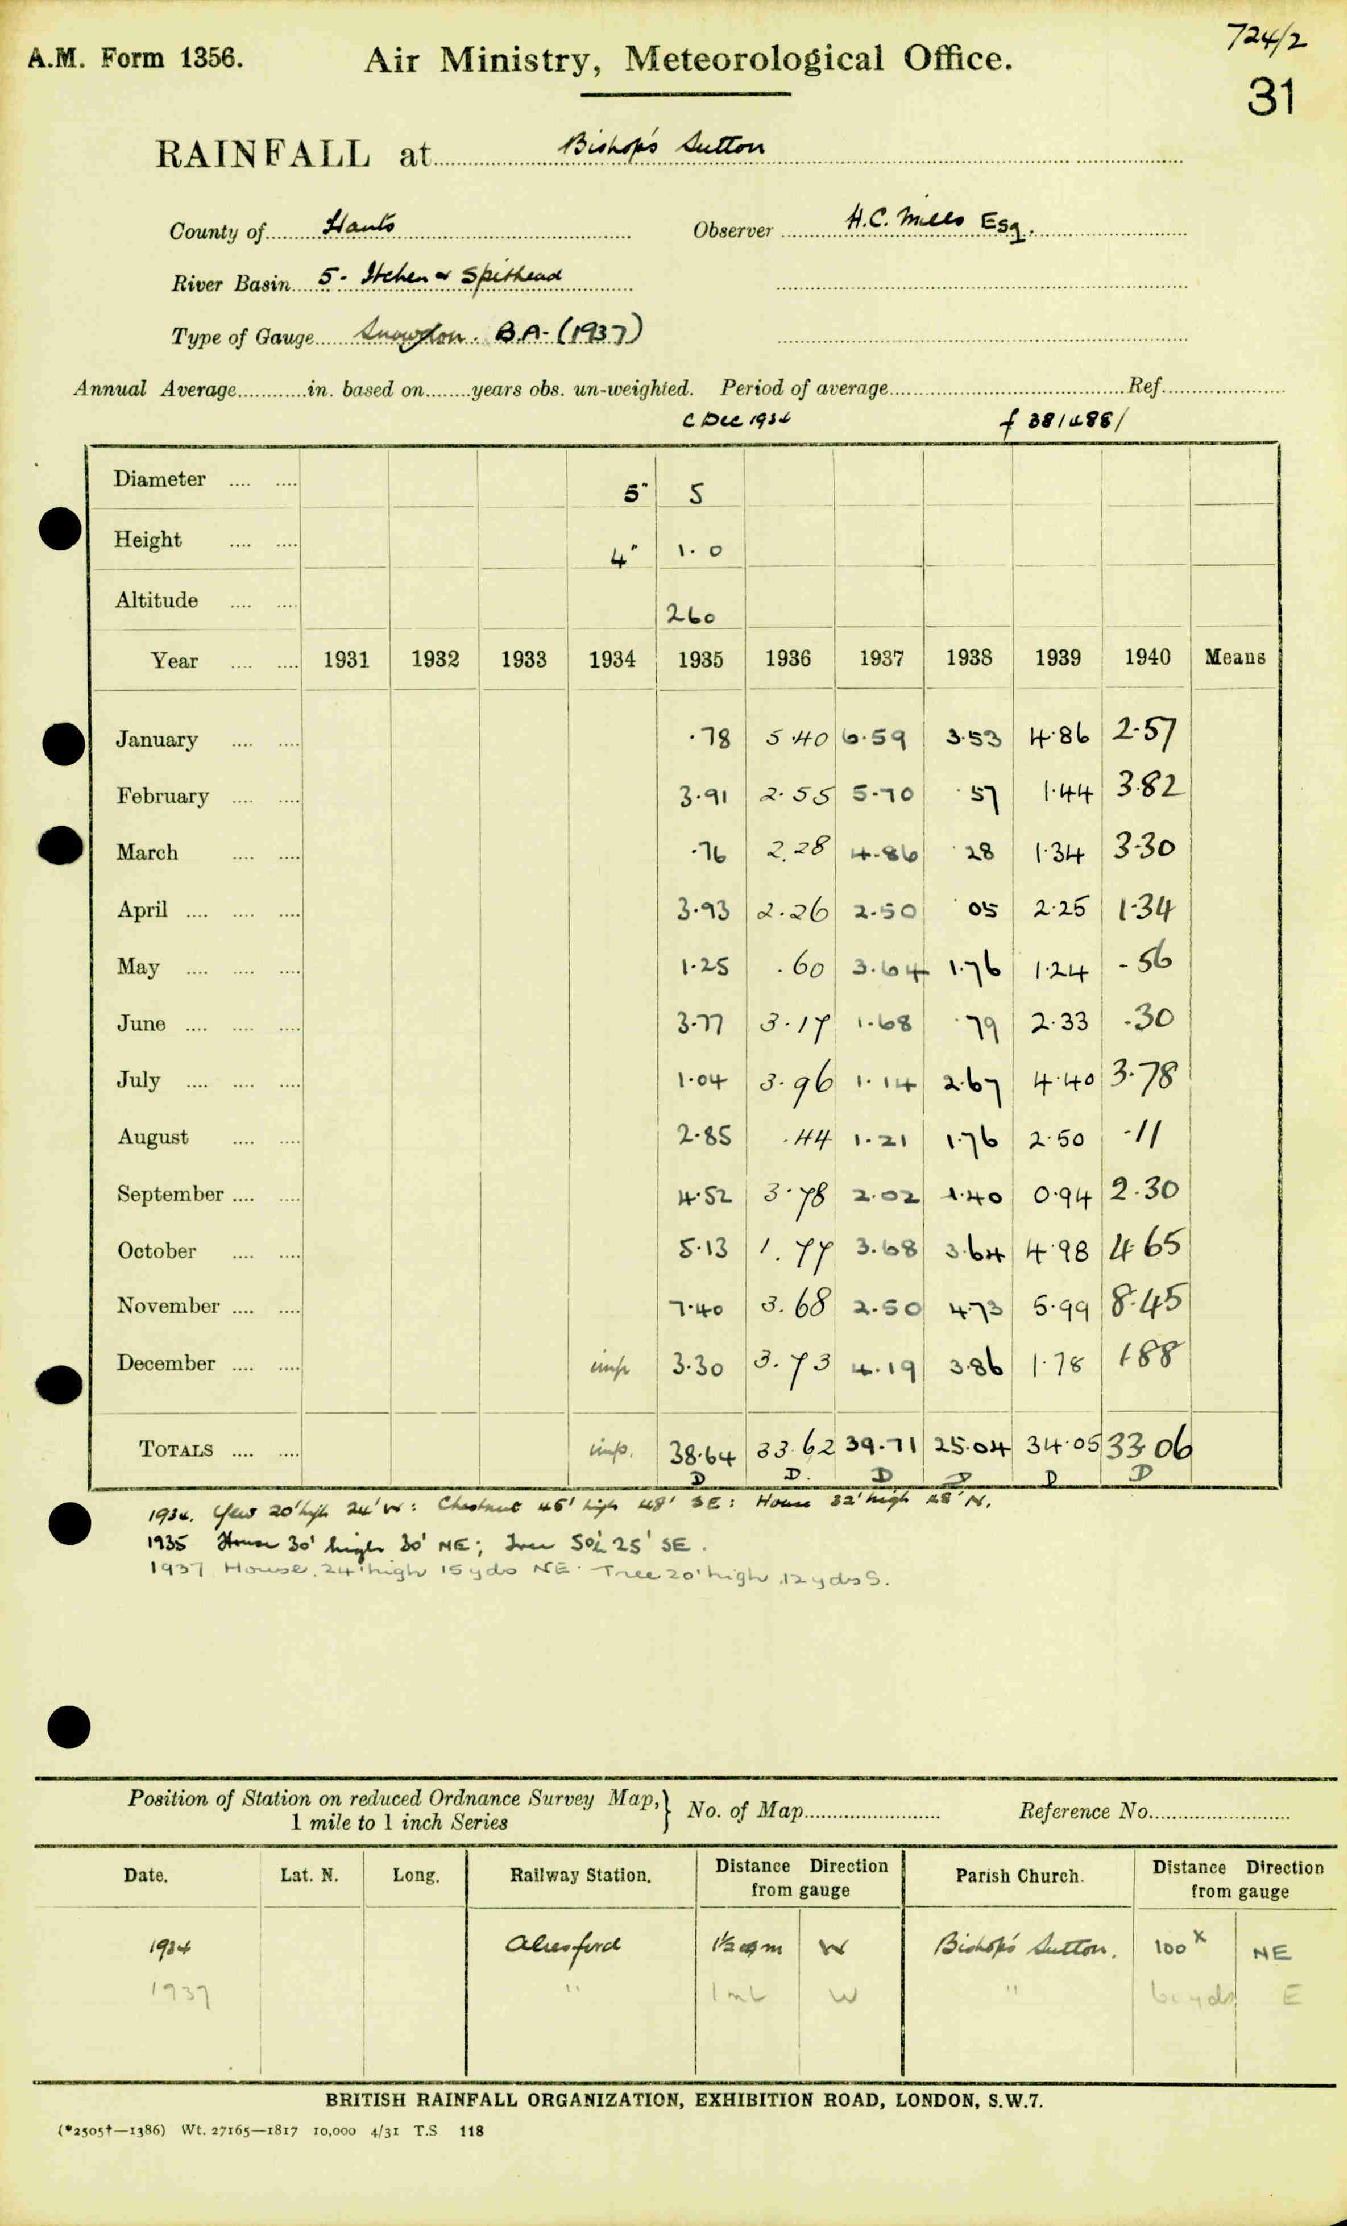 724/2
A.M. Form 1356. Air Ministry, Meteorological Office.
31
RAINFALL at Bishop's Sutton
County of Hants Observer H.C. Mills Esq.
River Basin 5- Itchen & Spithead
Type of Gauge Snowdon. B.A- (1937)
Annual Average in. based on years obs. un-weighted. Period of average Ref.
C Dec 1934
Diameter 5" 5
Height 4" 1.0
Altitude 260
Year 1931 1932 1933 1934 1935 1936 1937 1938 1939 1940 Means
January .78 5.40 6.59 3.53 4.86 2.57
February 3.91 2.55 5.70 .57 1.44 3.82
March .76 2.28 4.86 .28 1.34 3.30
April 3.93 2.26 2.50 .05 2.25 1.34
May 1.25 .60 3.64 1.76 1.24 .56
June 3.77 3.17 1.68 .79 2.33 .30
July 1.04 3.96 1.14 2.67 4.40 3.78
August 2.85 .44 1.21 1.76 2.50 .11
September 4.52 3.78 2.02 1.40 0.94 2.30
October 5.13 1.77 3.68 3.64 4.98 4.65
November 7.40 3.68 2.50 4.73 5.99 8.45
December imp 3.30 3.73 4.19 3.86 1.78 1.88
TOTALS imp. 38.64 33.62 39.71 25.04 34.05 33.06
D D. D D D D
1934. Yew 20' high 24' W: Chestnut 45' high 48' SE: House 32' high 28' N.
1935 House 30' high 30' NE; Tree 50' 25' SE.
1937 House, 24' high 15 yds NE. Tree 20' high, 12 yds S.
Position of Station on reduced Ordnance Survey Map,} No. of Map Reference No.
1 mile to 1 inch Series
Date. Lat. N. Long. Railway Station. Distance Direction from gauge Parish Church. Distance Direction from gauge
1934 Alresford 1½ m W Bishop's Sutton. 100x NE
1937 " 1 ml W " 60 yds E
BRITISH RAINFALL ORGANIZATION, EXHIBITION ROAD, LONDON, S.W.7.
(*2505†—1386) Wt. 27165—1817 10,000 4/31 T.S 118